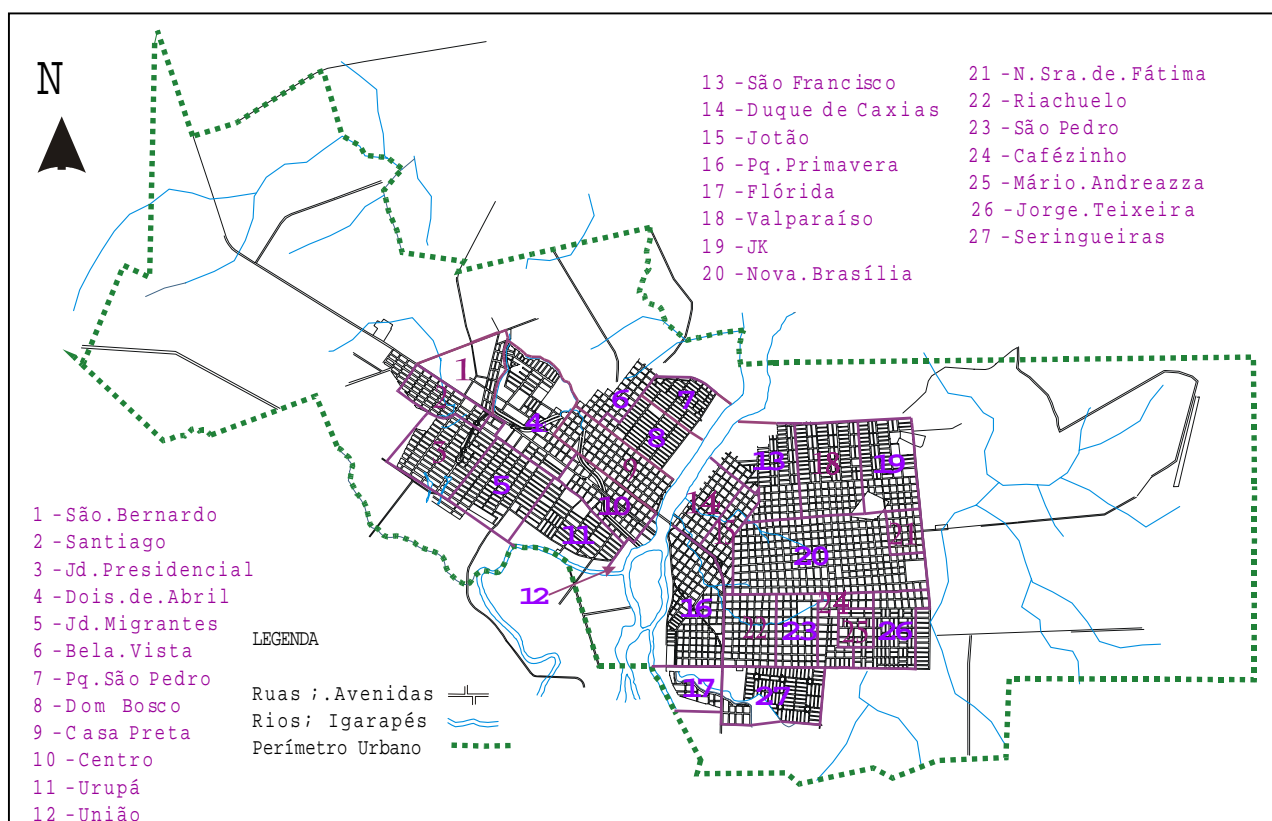 N
13 -São Francisco
14 -Duque de Caxias
15 -Jotão
16 -Pq.Primavera
17 -Flórida
18 -Valparaíso
19 -JK
20 -Nova.Brasília
21 -N.Sra.de.Fátima
22 -Riachuelo
23 -São Pedro
24 -Cafézinho
25 -Mário.Andreazza
26 -Jorge.Teixeira
27 -Seringueiras
1
2
3
4
5
6
7
8
9
10
11
12
13
14
1
16
17
18
19
20
21
22
23
24
25
26
27
1 -São.Bernardo
2 -Santiago
3 -Jd.Presidencial
4 -Dois.de.Abril
5 -Jd.Migrantes
6 -Bela.Vista
7 -Pq.São Pedro
8 -Dom Bosco
9 -Casa Preta
10 -Centro
11 -Urupá
12 -União
LEGENDA
Ruas ;.Avenidas
Rios; Igarapés
Perímetro Urbano